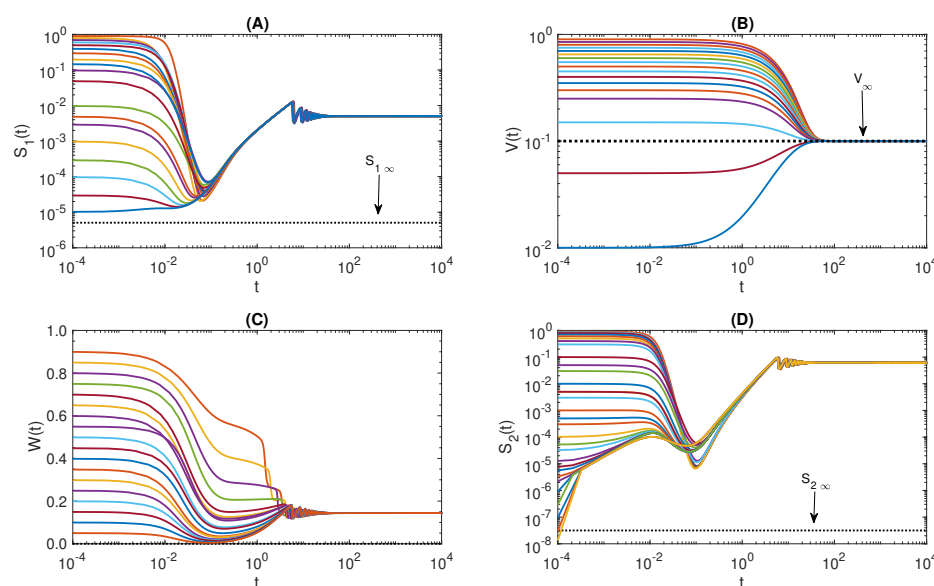 (A)
10^0
10^-1
10^-2
10^-3
10^-4
10^-5
10^-6
S_1(t)
S_1 ∞
10^-4 10^-2 10^0 10^2 10^4
t
(B)
10^0
10^-1
10^-2
V(t)
V_∞
10^-4 10^-2 10^0 10^2 10^4
t
(C)
1.0
0.8
0.6
0.4
0.2
0.0
W(t)
10^-4 10^-2 10^0 10^2 10^4
t
(D)
10^0
10^-1
10^-2
10^-3
10^-4
10^-5
10^-6
10^-7
10^-8
S_2(t)
S_2 ∞
10^-4 10^-2 10^0 10^2 10^4
t